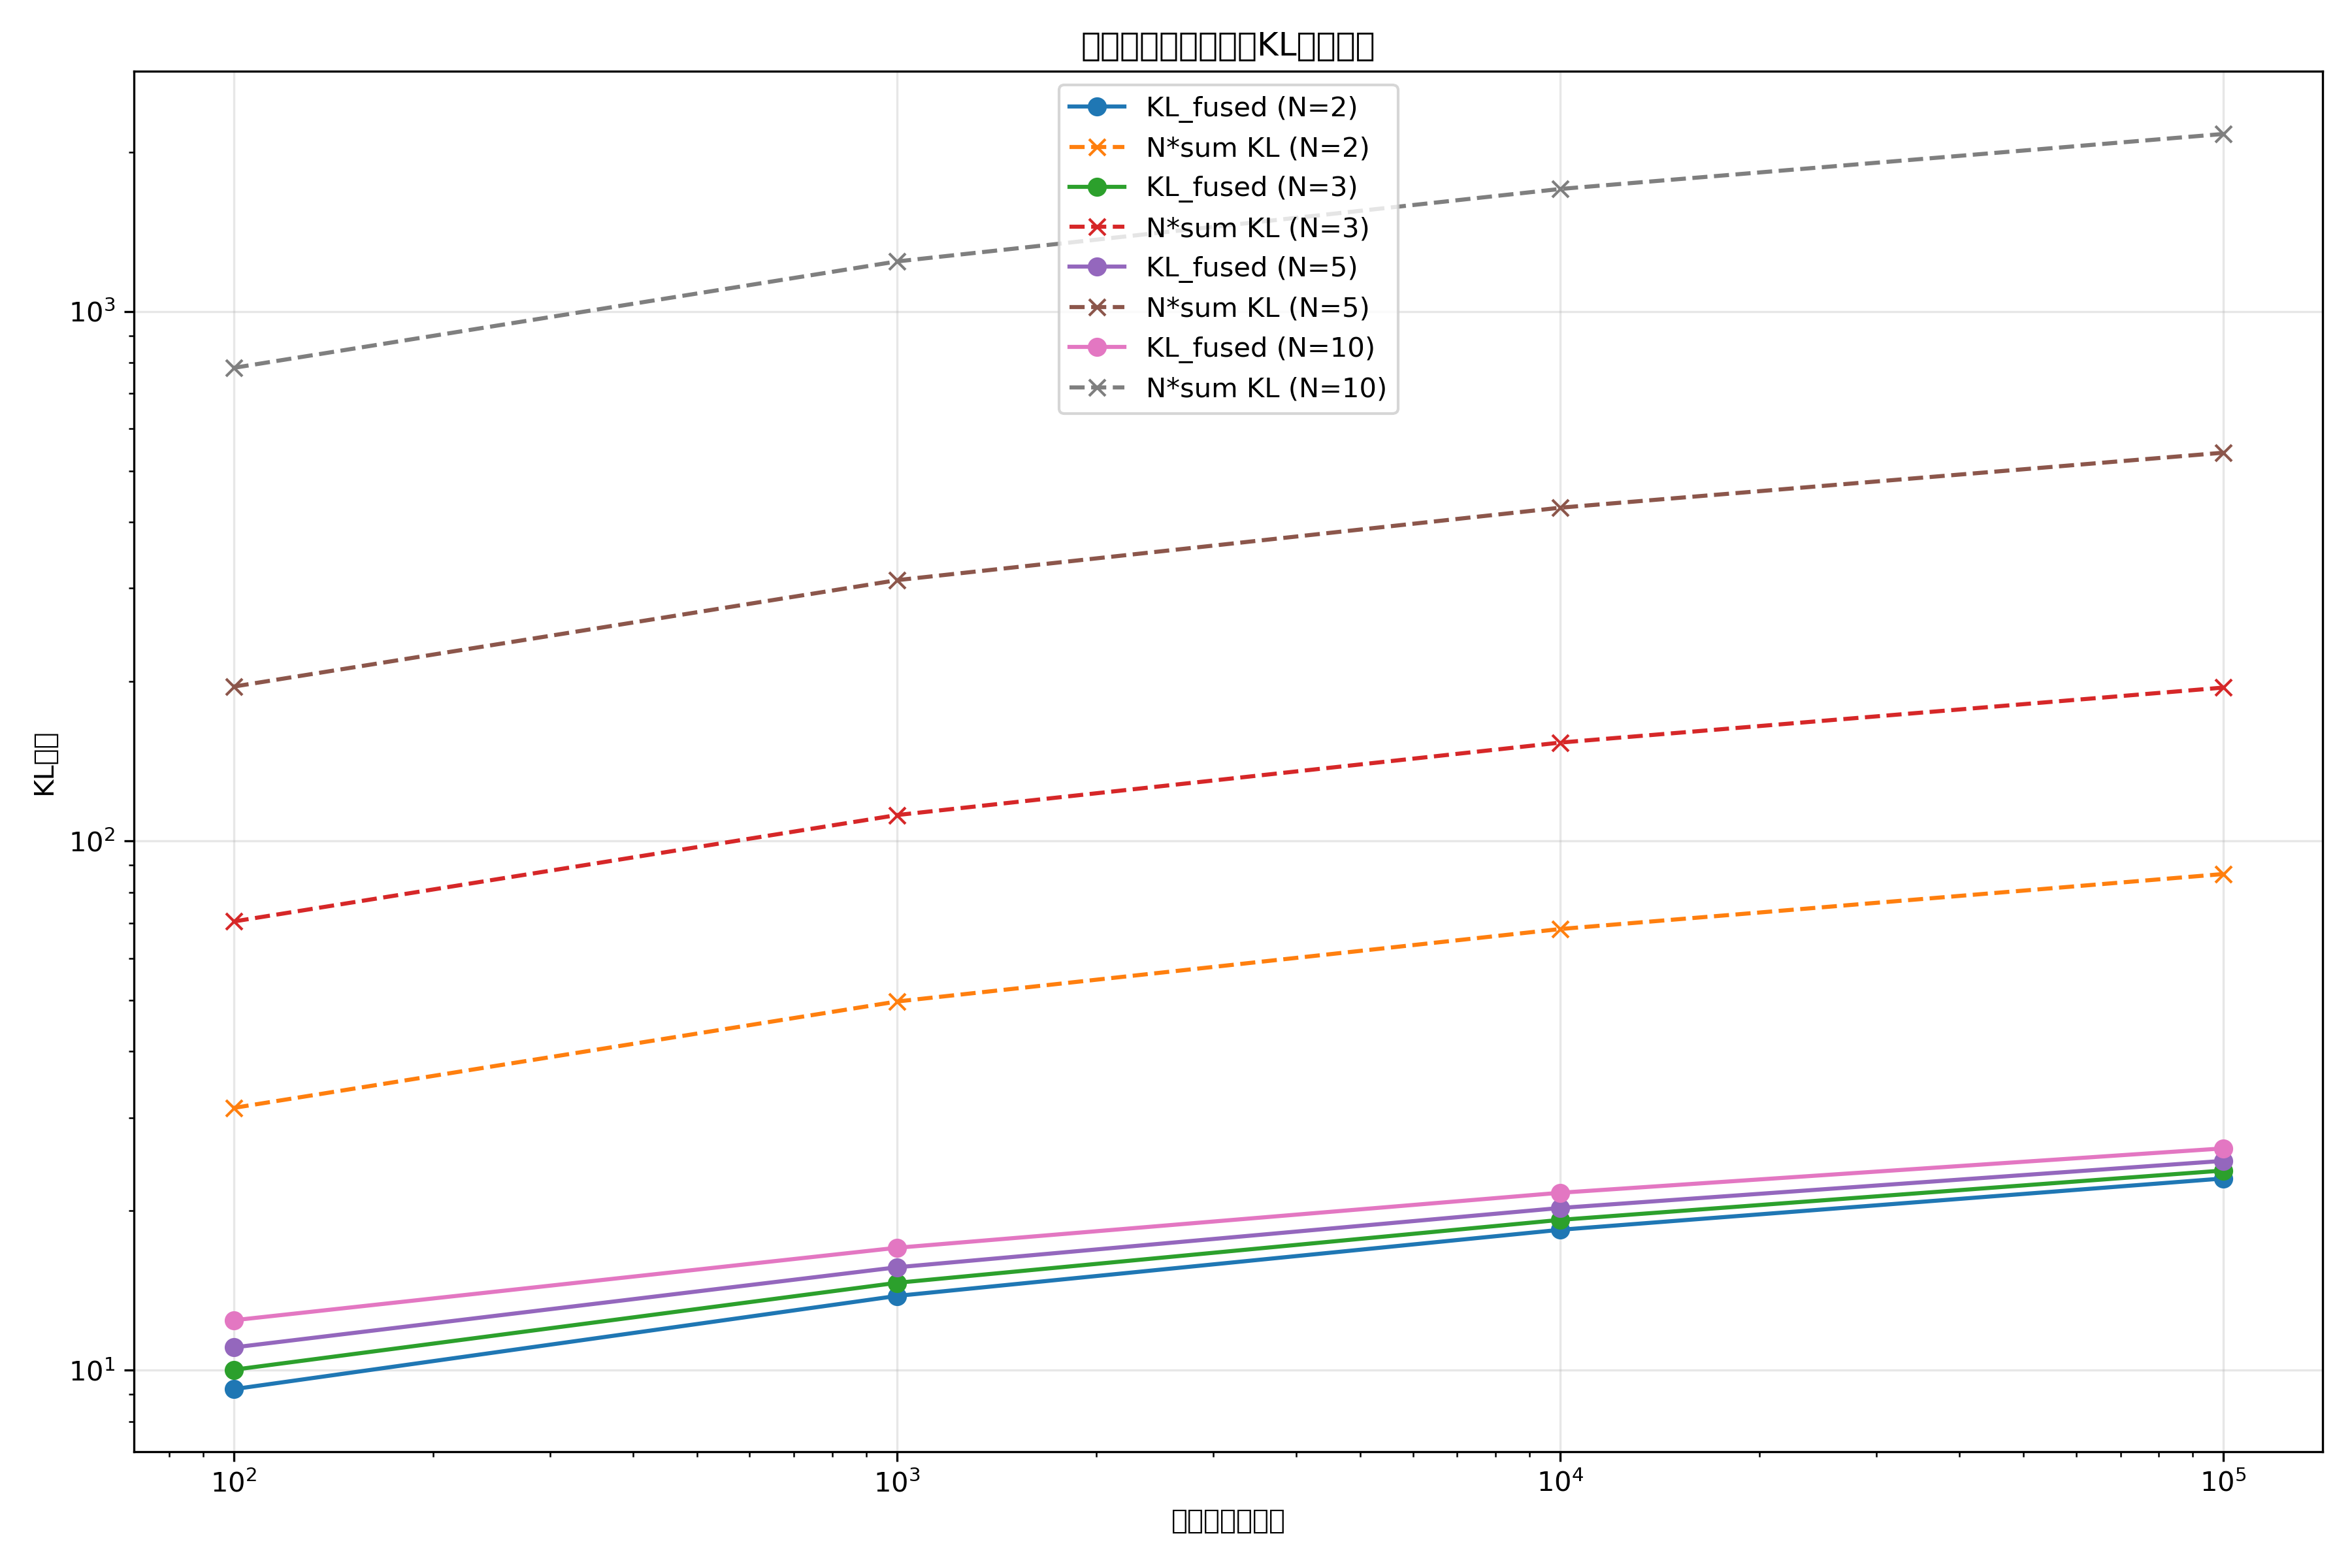 KL
KL_fused (N=2)
N*sum KL (N=2)
KL_fused (N=3)
N*sum KL (N=3)
KL_fused (N=5)
N*sum KL (N=5)
KL_fused (N=10)
N*sum KL (N=10)
10³
10²
10¹
KL
10² 10³ 10⁴ 10⁵